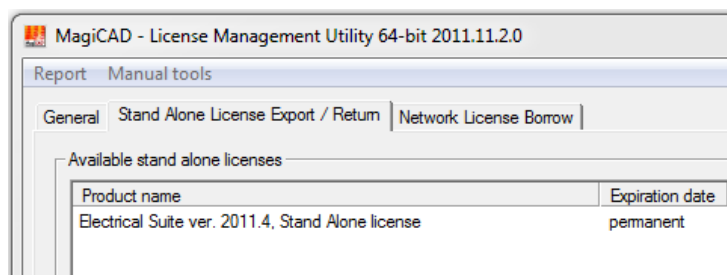 MagiCAD - License Management Utility 64-bit 2011.11.2.0
Report Manual tools
General Stand Alone License Export / Return Network License Borrow
Available stand alone licenses
Product name Expiration date
Electrical Suite ver. 2011.4, Stand Alone license permanent